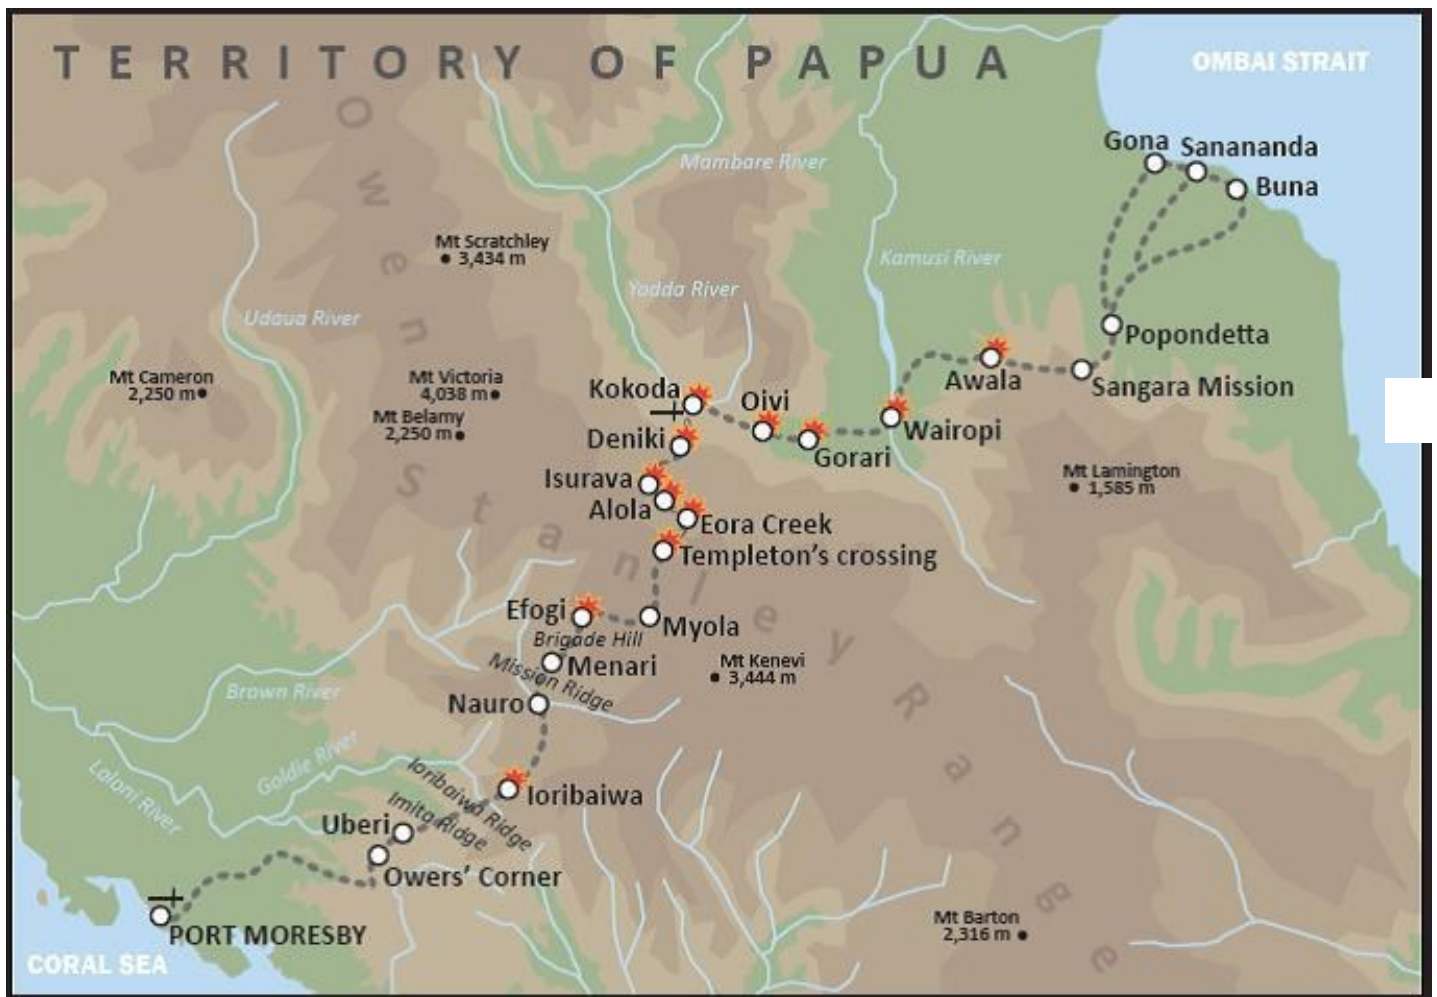 TERRITORY OF PAPUA
OMBAI STRAIT
Owen Stanley Range
Gona
Sanananda
Buna
Mambare River
Mt Scratchley
3,434 m
Kamusi River
Yodda River
Udaua River
Popondetta
Mt Cameron
2,250 m
Mt Victoria
4,038 m
Mt Belamy
2,250 m
Kokoda
Oivi
Awala
Sangara Mission
Deniki
Gorari
Wairopi
Isurava
Mt Lamington
1,585 m
Alola
Eora Creek
Templeton's crossing
Efogi
Myola
Brigade Hill
Menari
Mission Ridge
Mt Kenevi
3,444 m
Brown River
Nauro
Goldie River
Laloni River
Ioribaiwa Ridge
Ioribaiwa
Imita Ridge
Uberi
Owers' Corner
PORT MORESBY
Mt Barton
2,316 m
CORAL SEA